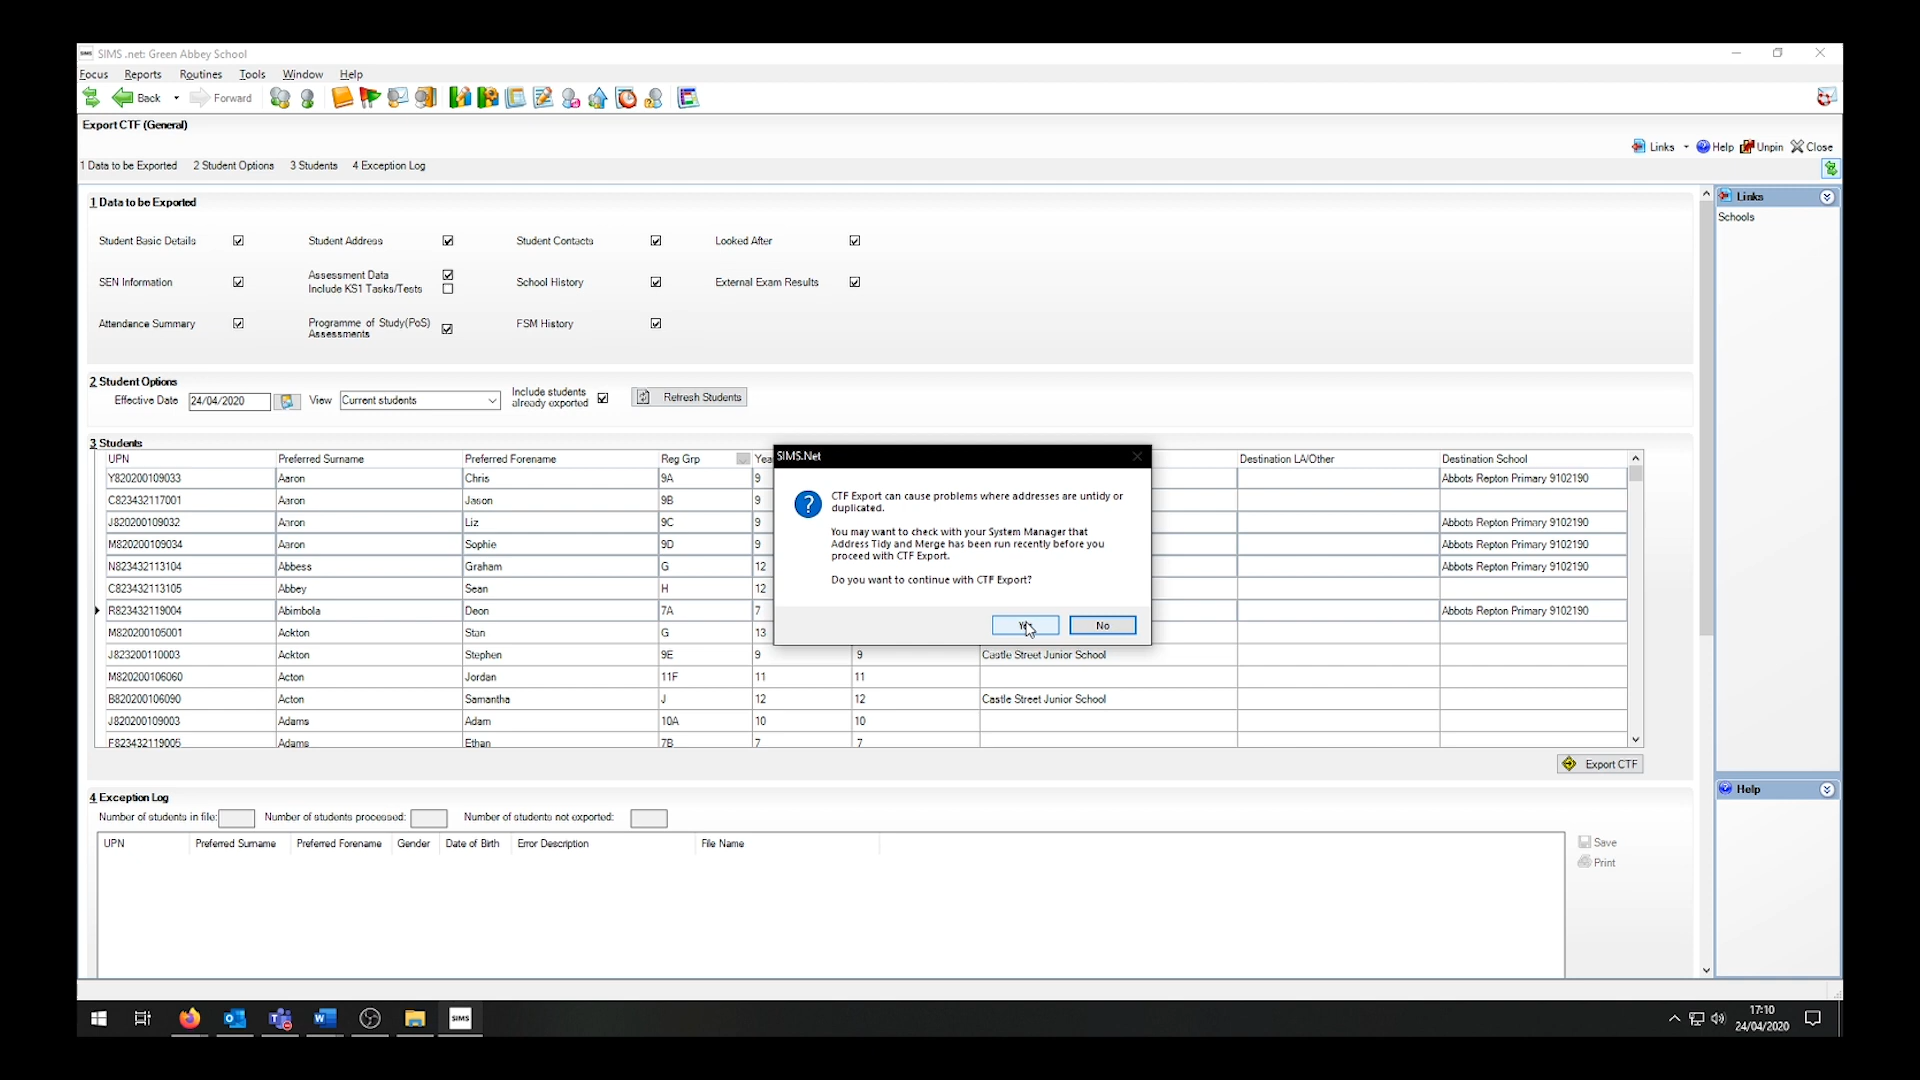 SIMS .net: Green Abbey School
Focus Reports Routines Tools Window Help
Back Forward
Export CTF (General)
Links Help Unpin Close
1 Data to be Exported 2 Student Options 3 Students 4 Exception Log
1 Data to be Exported
Links
Schools
Student Basic Details Student Address Student Contacts Looked After
Assessment Data
SEN Information Include KS1 Tasks/Tests School History External Exam Results
Attendance Summary Programme of Study(PoS) FSM History
Assessments
2 Student Options
Effective Date 24/04/2020 View Current students Include students already exported Refresh Students
3 Students
UPN Preferred Surname Preferred Forename Reg Grp Yea Destination LA/Other Destination School
Y820200109033 Aaron Chris 9A 9 Abbots Repton Primary 9102190
C823432117001 Aaron Jason 9B 9
J820200109032 Aaron Liz 9C 9 Abbots Repton Primary 9102190
M820200109034 Aaron Sophie 9D 9 Abbots Repton Primary 9102190
N823432113104 Abbess Graham G 12 Abbots Repton Primary 9102190
C823432113105 Abbey Sean H 12
R823432119004 Abimbola Deon 7A 7 Abbots Repton Primary 9102190
M820200105001 Ackton Stan G 13
J823200110003 Ackton Stephen 9E 9 9 Castle Street Junior School
M820200106060 Acton Jordan 11F 11 11
B820200106090 Acton Samantha J 12 12 Castle Street Junior School
J820200109003 Adams Adam 10A 10 10
F823432119005 Adams Ethan 7B 7 7
SIMS.Net
CTF Export can cause problems where addresses are untidy or
duplicated.
You may want to check with your System Manager that
Address Tidy and Merge has been run recently before you
proceed with CTF Export.
Do you want to continue with CTF Export?
No
Export CTF
Help
4 Exception Log
Number of students in file: Number of students processed: Number of students not exported:
UPN Preferred Surname Preferred Forename Gender Date of Birth Error Description File Name
Save
Print
SIMS
17:10
24/04/2020